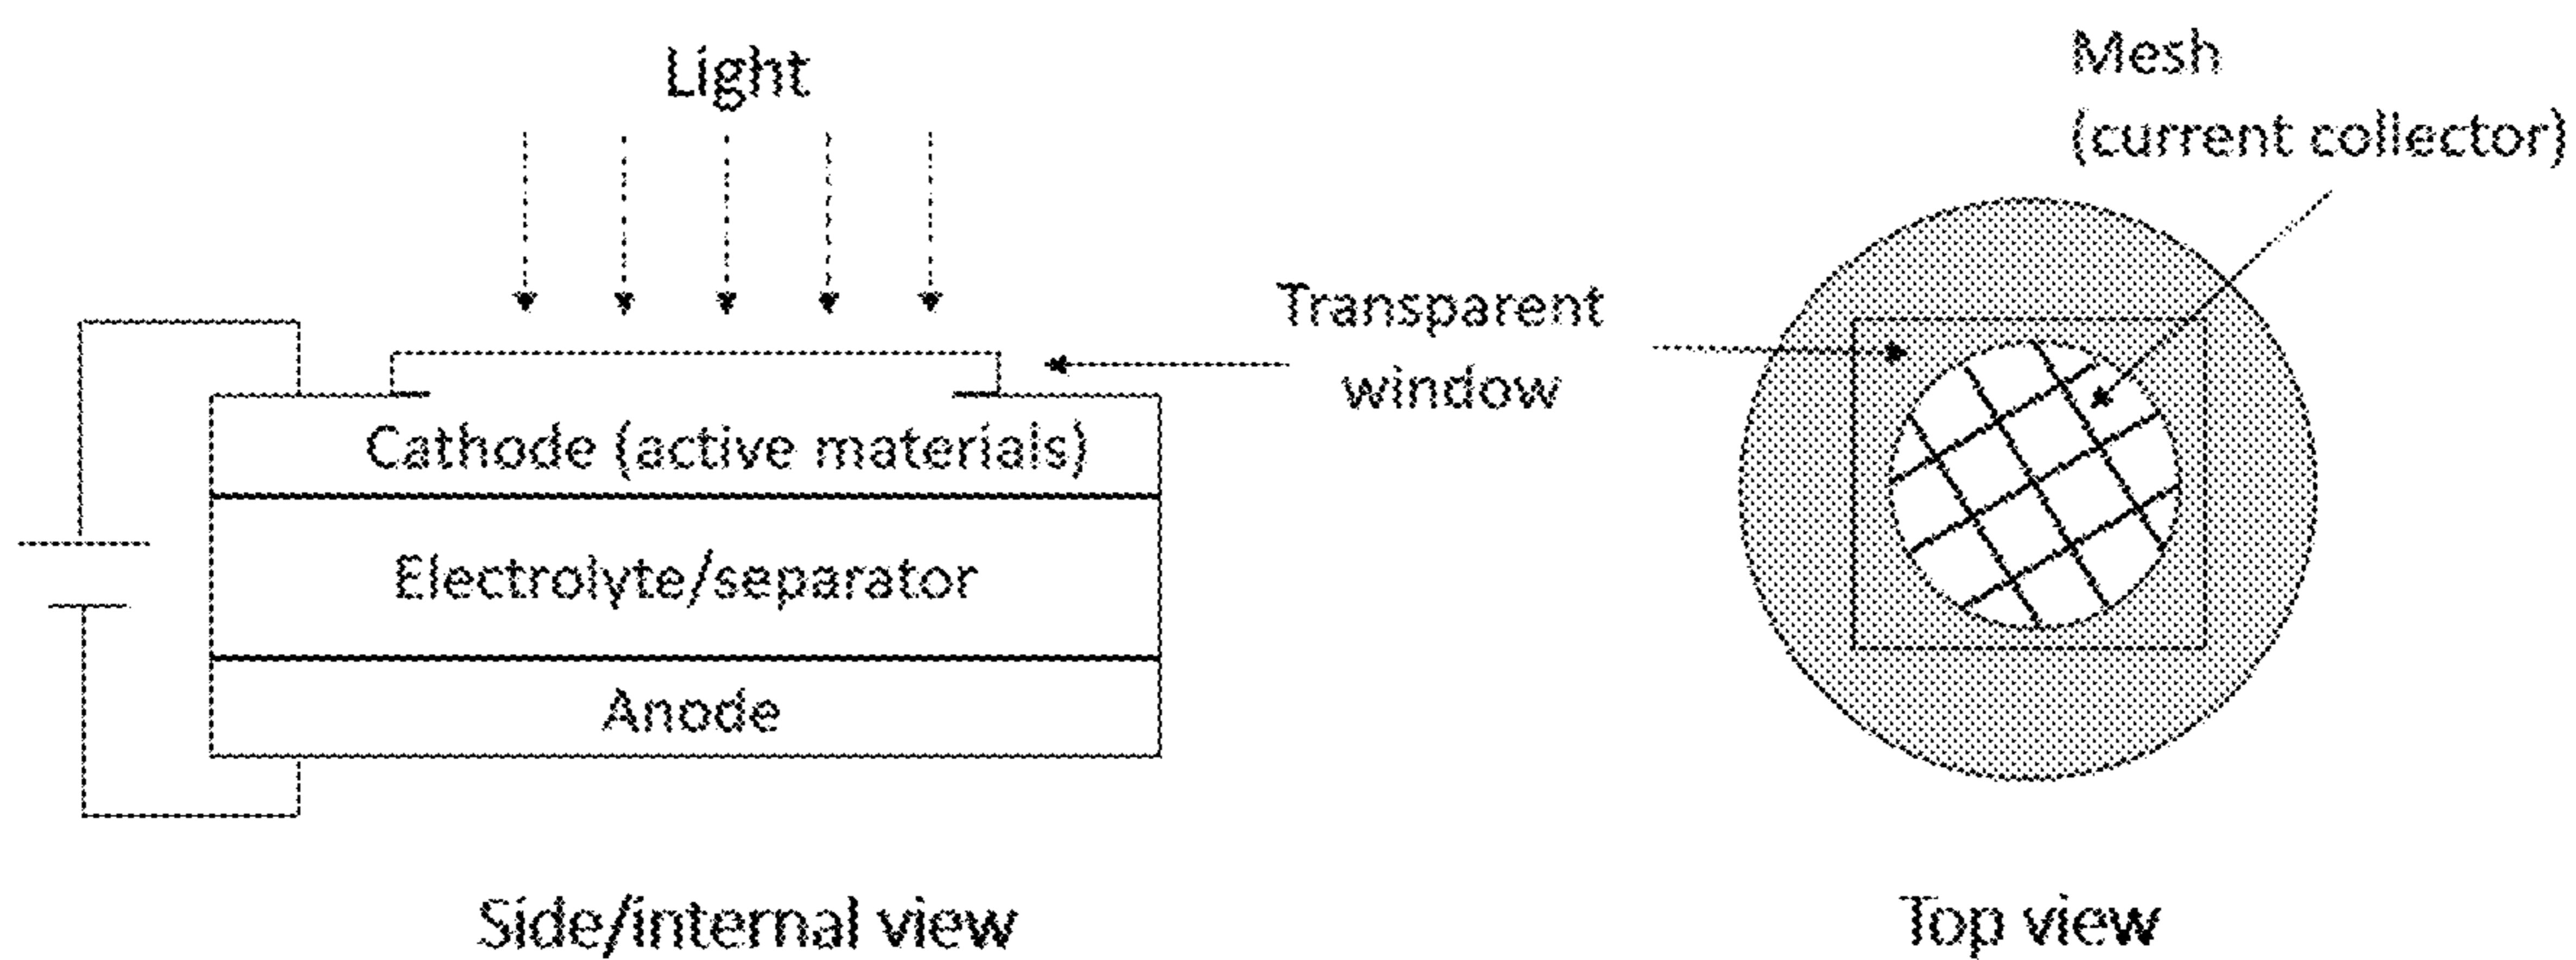 Light
Mesh
(current collector)
Transparent
window
Cathode (active materials)
Electrolyte/separator
Anode
Side/internal view
Top view